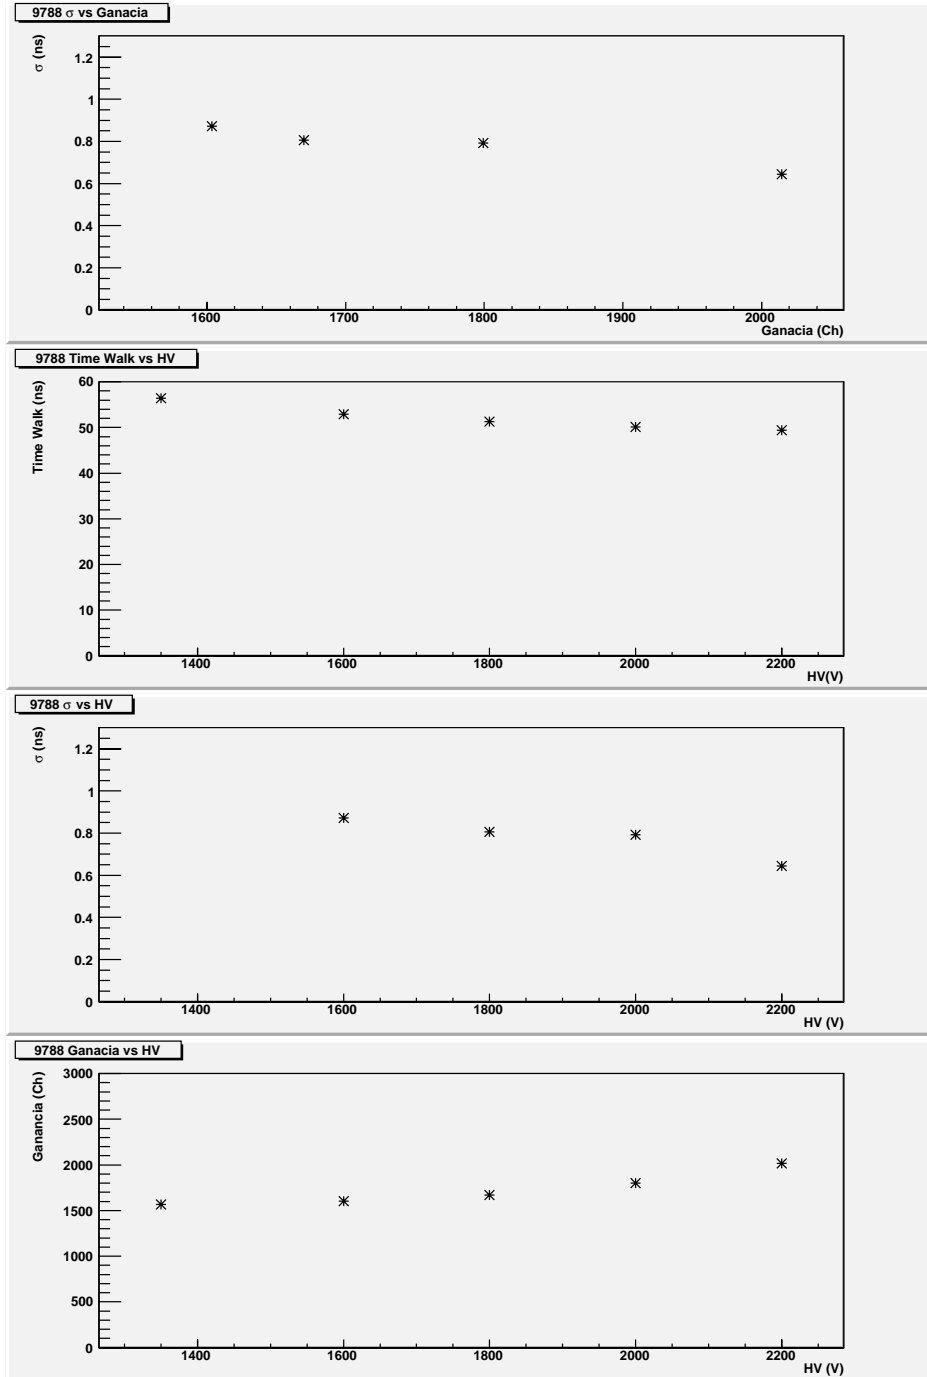 9788 σ vs Ganacia
σ (ns)
1.2
1
0.8
0.6
0.4
0.2
0
1600 1700 1800 1900 2000
Ganacia (Ch)
9788 Time Walk vs HV
Time Walk (ns)
60
50
40
30
20
10
0
1400 1600 1800 2000 2200
HV(V)
9788 σ vs HV
σ (ns)
1.2
1
0.8
0.6
0.4
0.2
0
1400 1600 1800 2000 2200
HV (V)
9788 Ganacia vs HV
Ganancia (Ch)
3000
2500
2000
1500
1000
500
0
1400 1600 1800 2000 2200
HV (V)